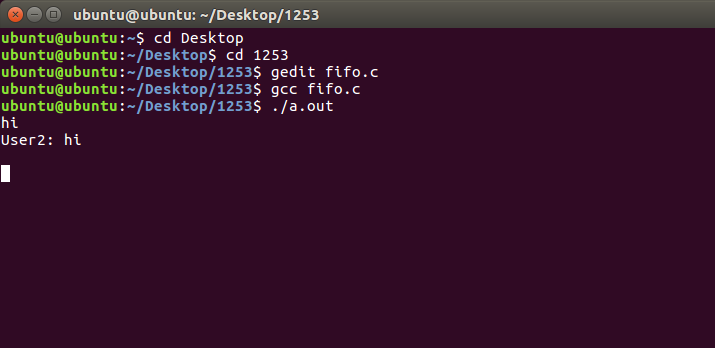 ubuntu@ubuntu: ~/Desktop/1253
ubuntu@ubuntu:~$ cd Desktop
ubuntu@ubuntu:~/Desktop$ cd 1253
ubuntu@ubuntu:~/Desktop/1253$ gedit fifo.c
ubuntu@ubuntu:~/Desktop/1253$ gcc fifo.c
ubuntu@ubuntu:~/Desktop/1253$ ./a.out
hi
User2: hi